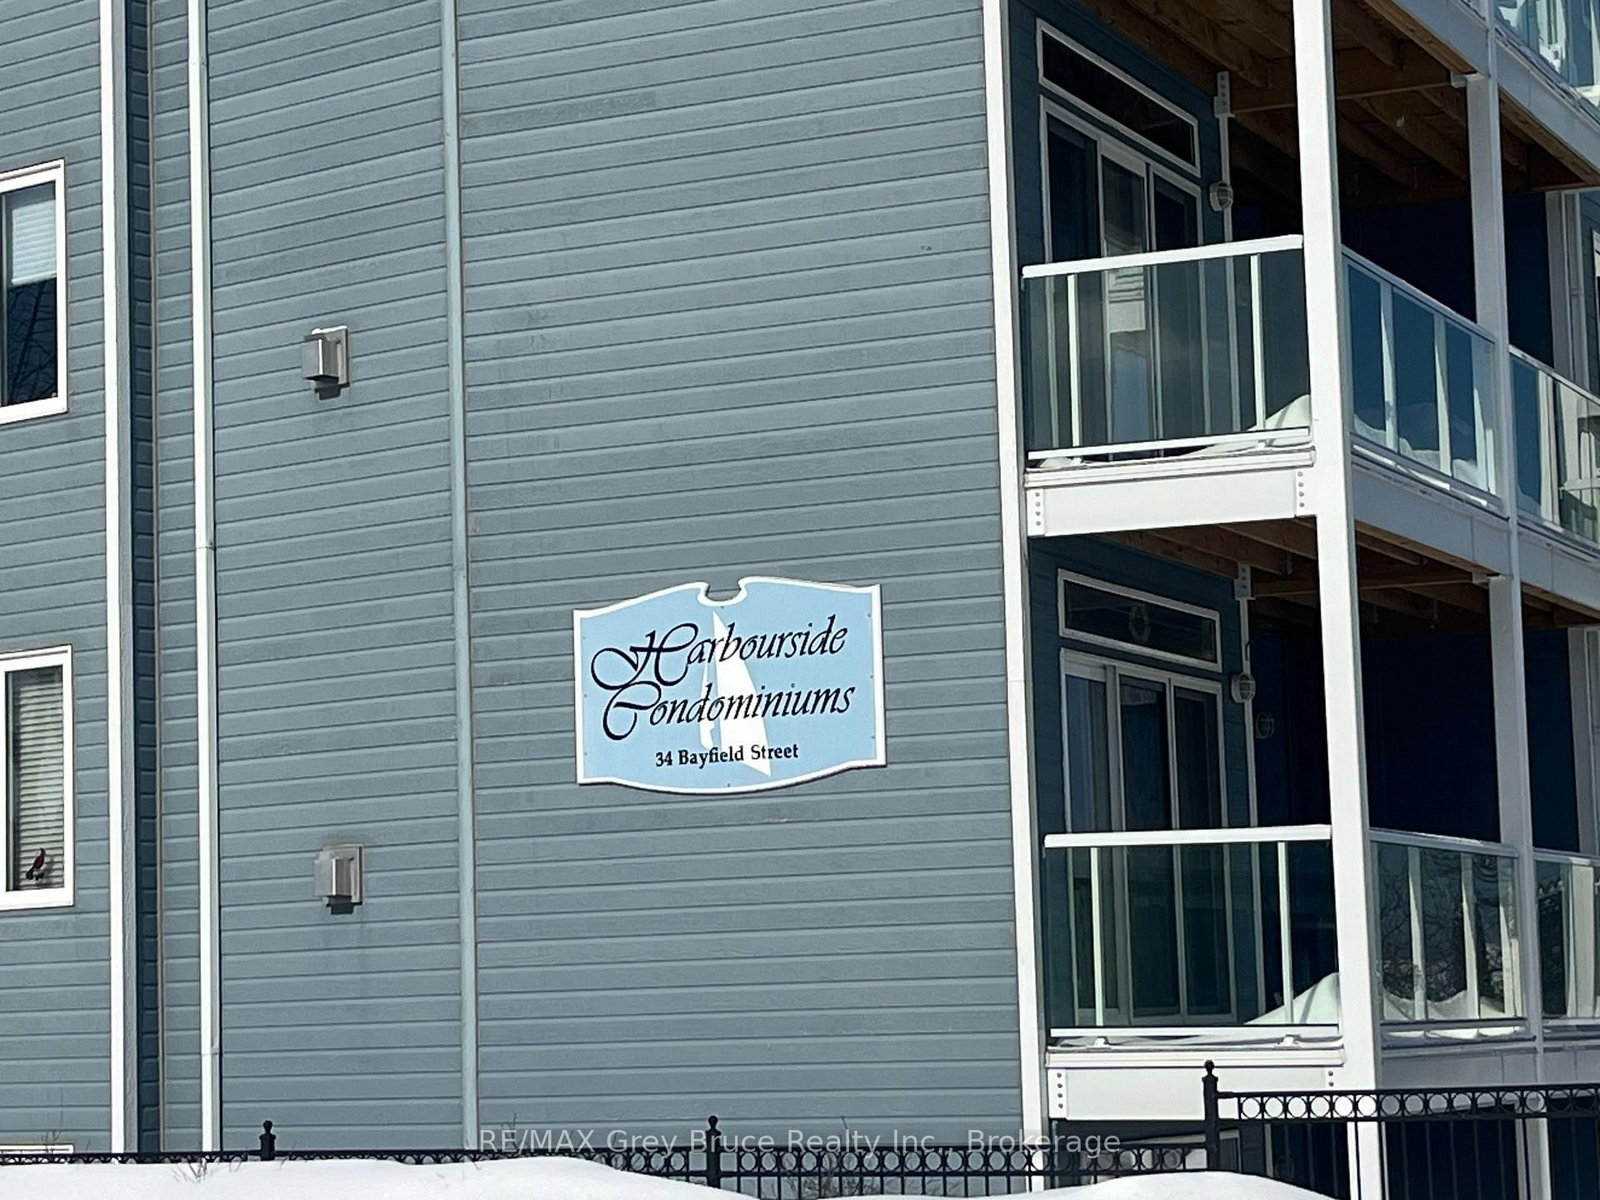 Harbourside
Condominiums
34 Bayfield Street
RE/MAX Grey Bruce Realty Inc., Brokerage